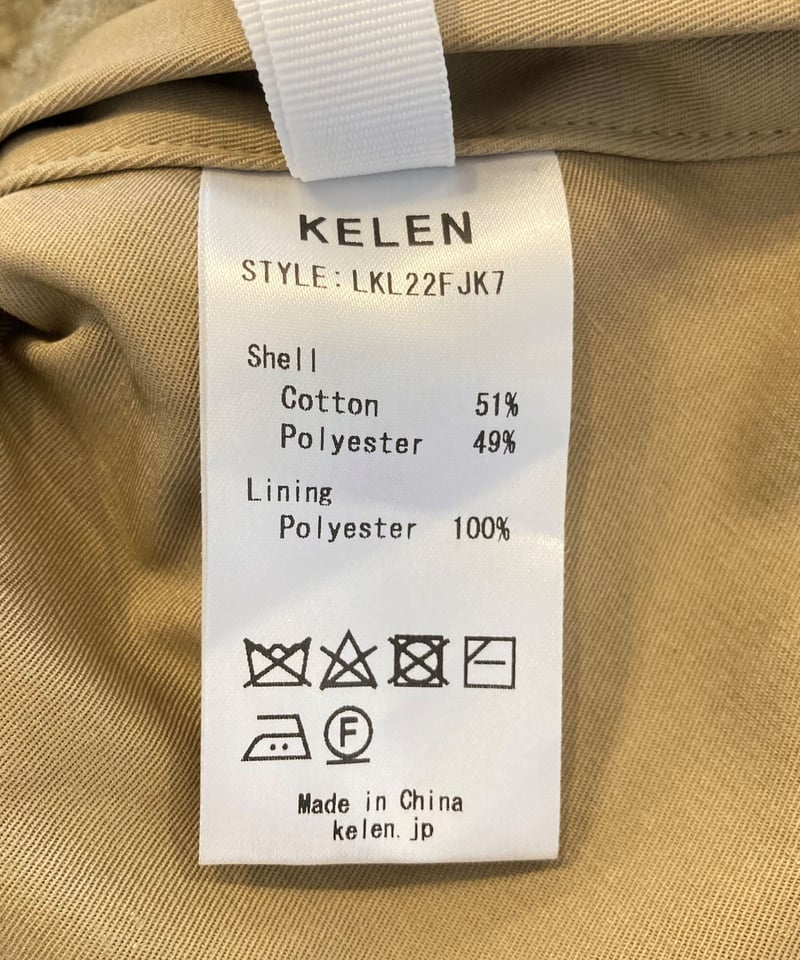 KELEN
STYLE:LKL22FJK7
Shell
Cotton 51%
Polyester 49%
Lining
Polyester 100%
F
Made in China
kelen.jp